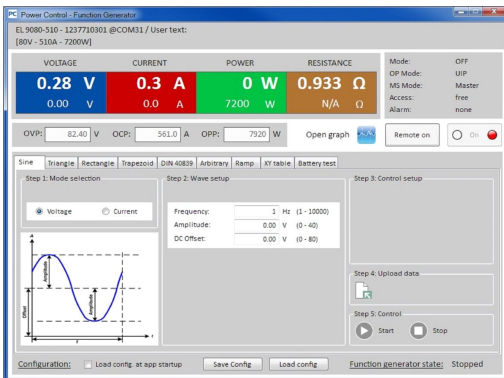 Power Control - Function Generator
EL 9080-510 - 1237710301 @COM31 / User text:
[80V - 510A - 7200W]
VOLTAGE CURRENT POWER RESISTANCE
0.28 V 0.3 A 0 W 0.933 Ω
0.00 V 0.0 A 7200 W N/A Ω
Mode: OFF
OP Mode: UIP
MS Mode: Master
Access: free
Alarm: none
OVP: 82.40 V OCP: 561.0 A OPP: 7920 W Open graph Remote on On
Sine Triangle Rectangle Trapezoid DIN 40839 Arbitrary Ramp XY table Battery test
Step 1: Mode selection
Voltage Current
Step 2: Wave setup
Frequency: 1 Hz (1 - 10000)
Amplitude: 0.00 V (0 - 40)
DC Offset: 0.00 V (0 - 80)
Step 3: Control setup
A
Amplitude
Amplitude
Offset
t
Step 4: Upload data
Step 5: Control
Start Stop
Configuration: Load config. at app startup Save Config Load config Function generator state: Stopped